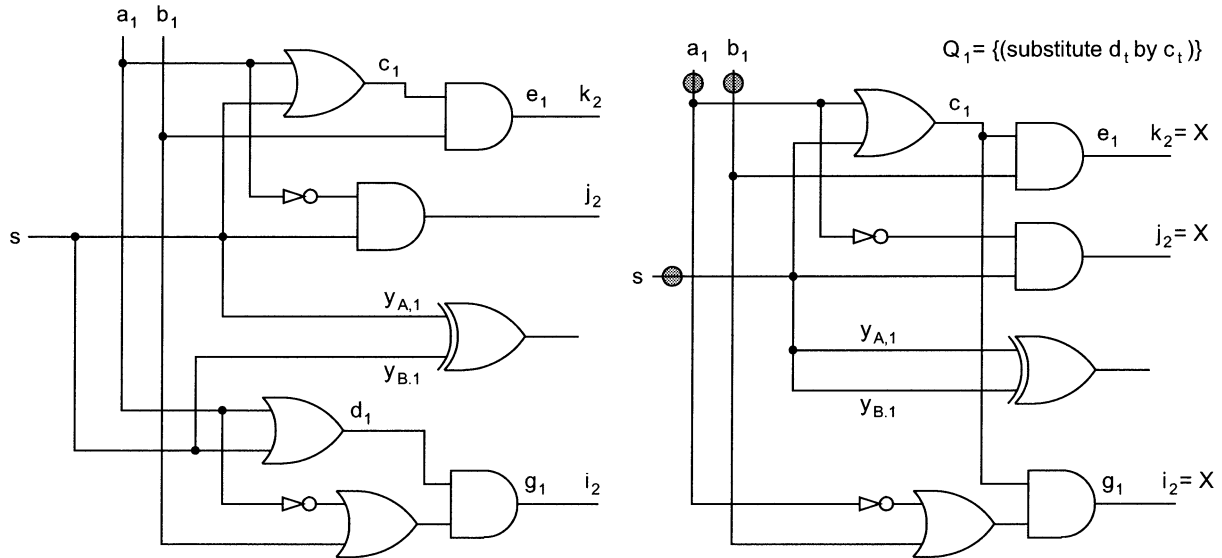 a1 b1
c1
e1 k2
j2
s
yA,1
yB.1
d1
g1 i2
a1 b1
Q1= {(substitute dt by ct)}
c1
e1 k2= X
j2= X
s
yA,1
yB.1
g1 i2= X